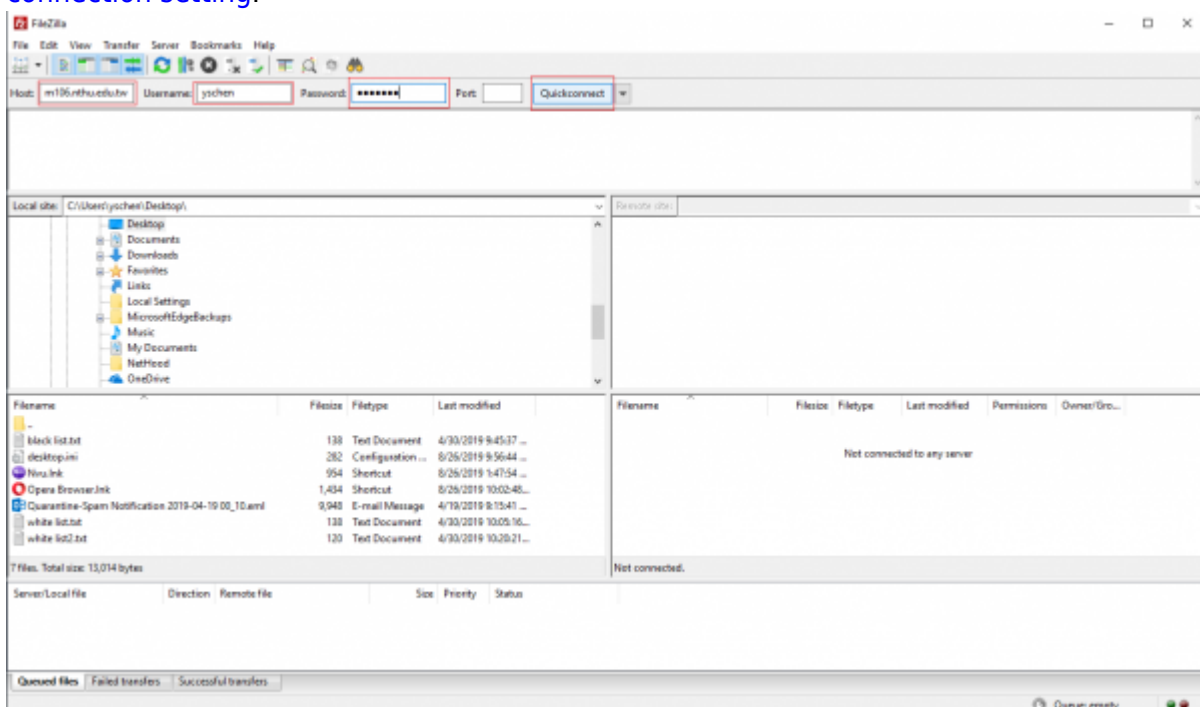 connection setting.
FileZilla
File Edit View Transfer Server Bookmarks Help
Host: m106.nthu.edu.tw Username: yschen Password: ●●●●●●● Port: Quickconnect
Local site: C:\Users\yschen\Desktop\ Remote site:
Desktop
Documents
Downloads
Favorites
Links
Local Settings
MicrosoftEdgeBackups
Music
My Documents
NetHood
OneDrive
Filename Filesize Filetype Last modified Filename Filesize Filetype Last modified Permissions Owner/Gro...
..
black list.txt 138 Text Document 4/30/2019 9:45:37 ...
desktop.ini 282 Configuration ... 8/26/2019 9:56:44 ...
Nvu.lnk 954 Shortcut 8/26/2019 1:47:54 ...
Opera Browser.lnk 1,434 Shortcut 8/26/2019 10:02:48...
Quarantine-Spam Notification 2019-04-19 00_10.eml 9,948 E-mail Message 4/19/2019 8:15:41 ...
white list.txt 138 Text Document 4/30/2019 10:05:16...
white list2.txt 120 Text Document 4/30/2019 10:20:21...
Not connected to any server
7 files. Total size: 13,014 bytes Not connected.
Server/Local file Direction Remote file Size Priority Status
Queued files Failed transfers Successful transfers
Queue: empty